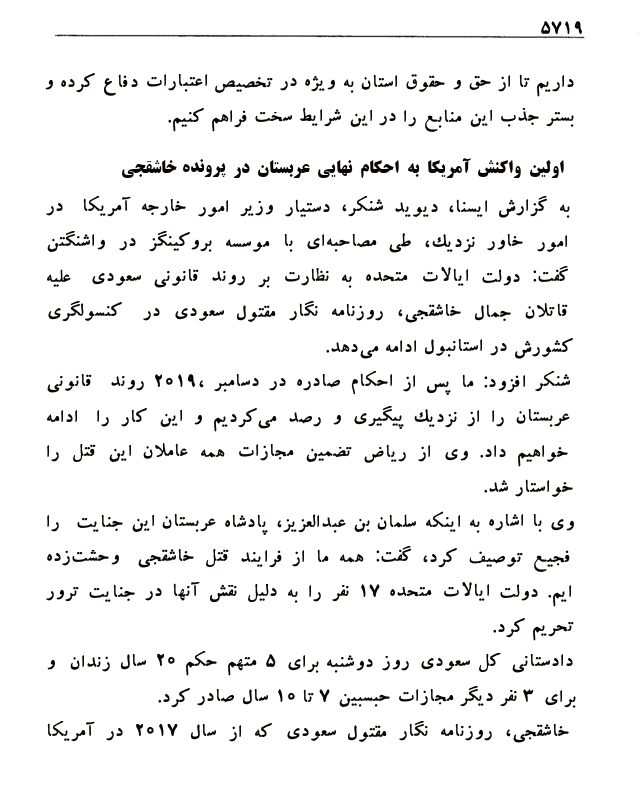 ۵۷۱۹
داریم تا از حق و حقوق استان به ویژه در تخصیص اعتبارات دفاع کرده و
بستر جذب این منابع را در این شرایط سخت فراهم کنیم.
اولین واکنش آمریکا به احکام نهایی عربستان در پرونده خاشقجی
به گزارش ایسنا، دیوید شنکر، دستیار وزیر امور خارجه آمریکا در
امور خاور نزدیك، طی مصاحبه‌ای با موسسه بروکینگز در واشنگتن
گفت: دولت ایالات متحده به نظارت بر روند قانونی سعودی علیه
قاتلان جمال خاشقجی، روزنامه نگار مقتول سعودی در کنسولگری
کشورش در استانبول ادامه می‌دهد.
شنکر افزود: ما پس از احکام صادره در دسامبر ۲۰۱۹، روند قانونی
عربستان را از نزدیك پیگیری و رصد می‌کردیم و این کار را ادامه
خواهیم داد. وی از ریاض تضمین مجازات همه عاملان این قتل را
خواستار شد.
وی با اشاره به اینکه سلمان بن عبدالعزیز، پادشاه عربستان این جنایت را
فجیع توصیف کرد، گفت: همه ما از فرایند قتل خاشقجی وحشت‌زده
ایم. دولت ایالات متحده ۱۷ نفر را به دلیل نقش آنها در جنایت ترور
تحریم کرد.
دادستانی کل سعودی روز دوشنبه برای ۵ متهم حکم ۲۰ سال زندان و
برای ۳ نفر دیگر مجازات حبسبین ۷ تا ۱۰ سال صادر کرد.
خاشقجی، روزنامه نگار مقتول سعودی که از سال ۲۰۱۷ در آمریکا